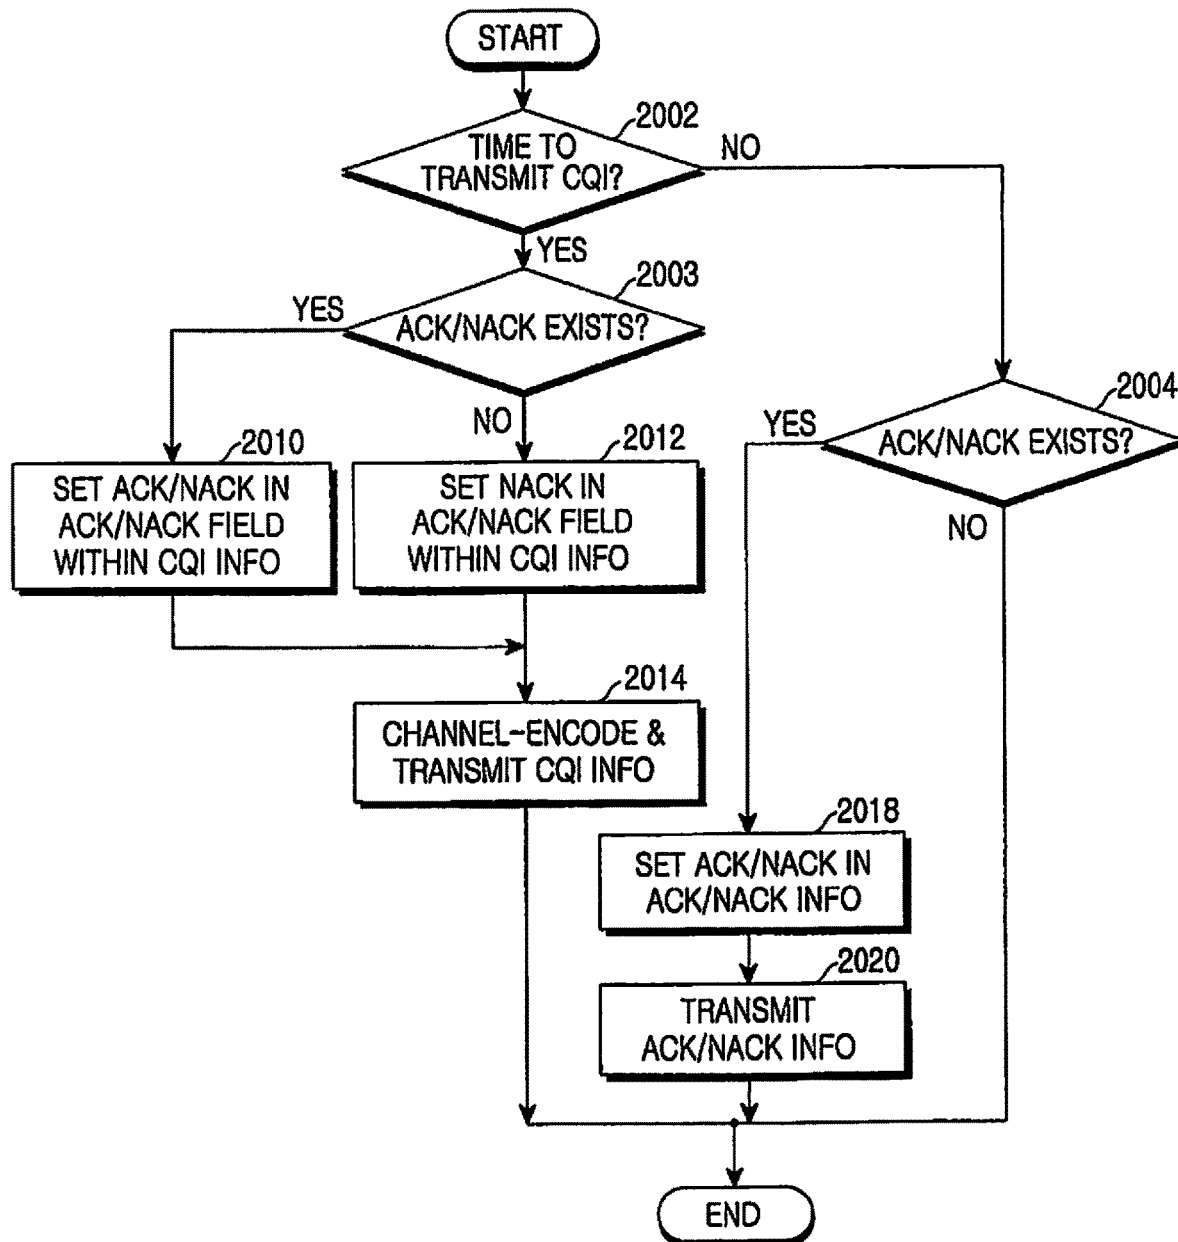 START
2002
TIME TO
TRANSMIT CQI?
NO
YES
2003
YES
ACK/NACK EXISTS?
NO
2004
YES
ACK/NACK EXISTS?
NO
2010
SET ACK/NACK IN
ACK/NACK FIELD
WITHIN CQI INFO
2012
SET NACK IN
ACK/NACK FIELD
WITHIN CQI INFO
2014
CHANNEL-ENCODE &
TRANSMIT CQI INFO
2018
SET ACK/NACK IN
ACK/NACK INFO
2020
TRANSMIT
ACK/NACK INFO
END